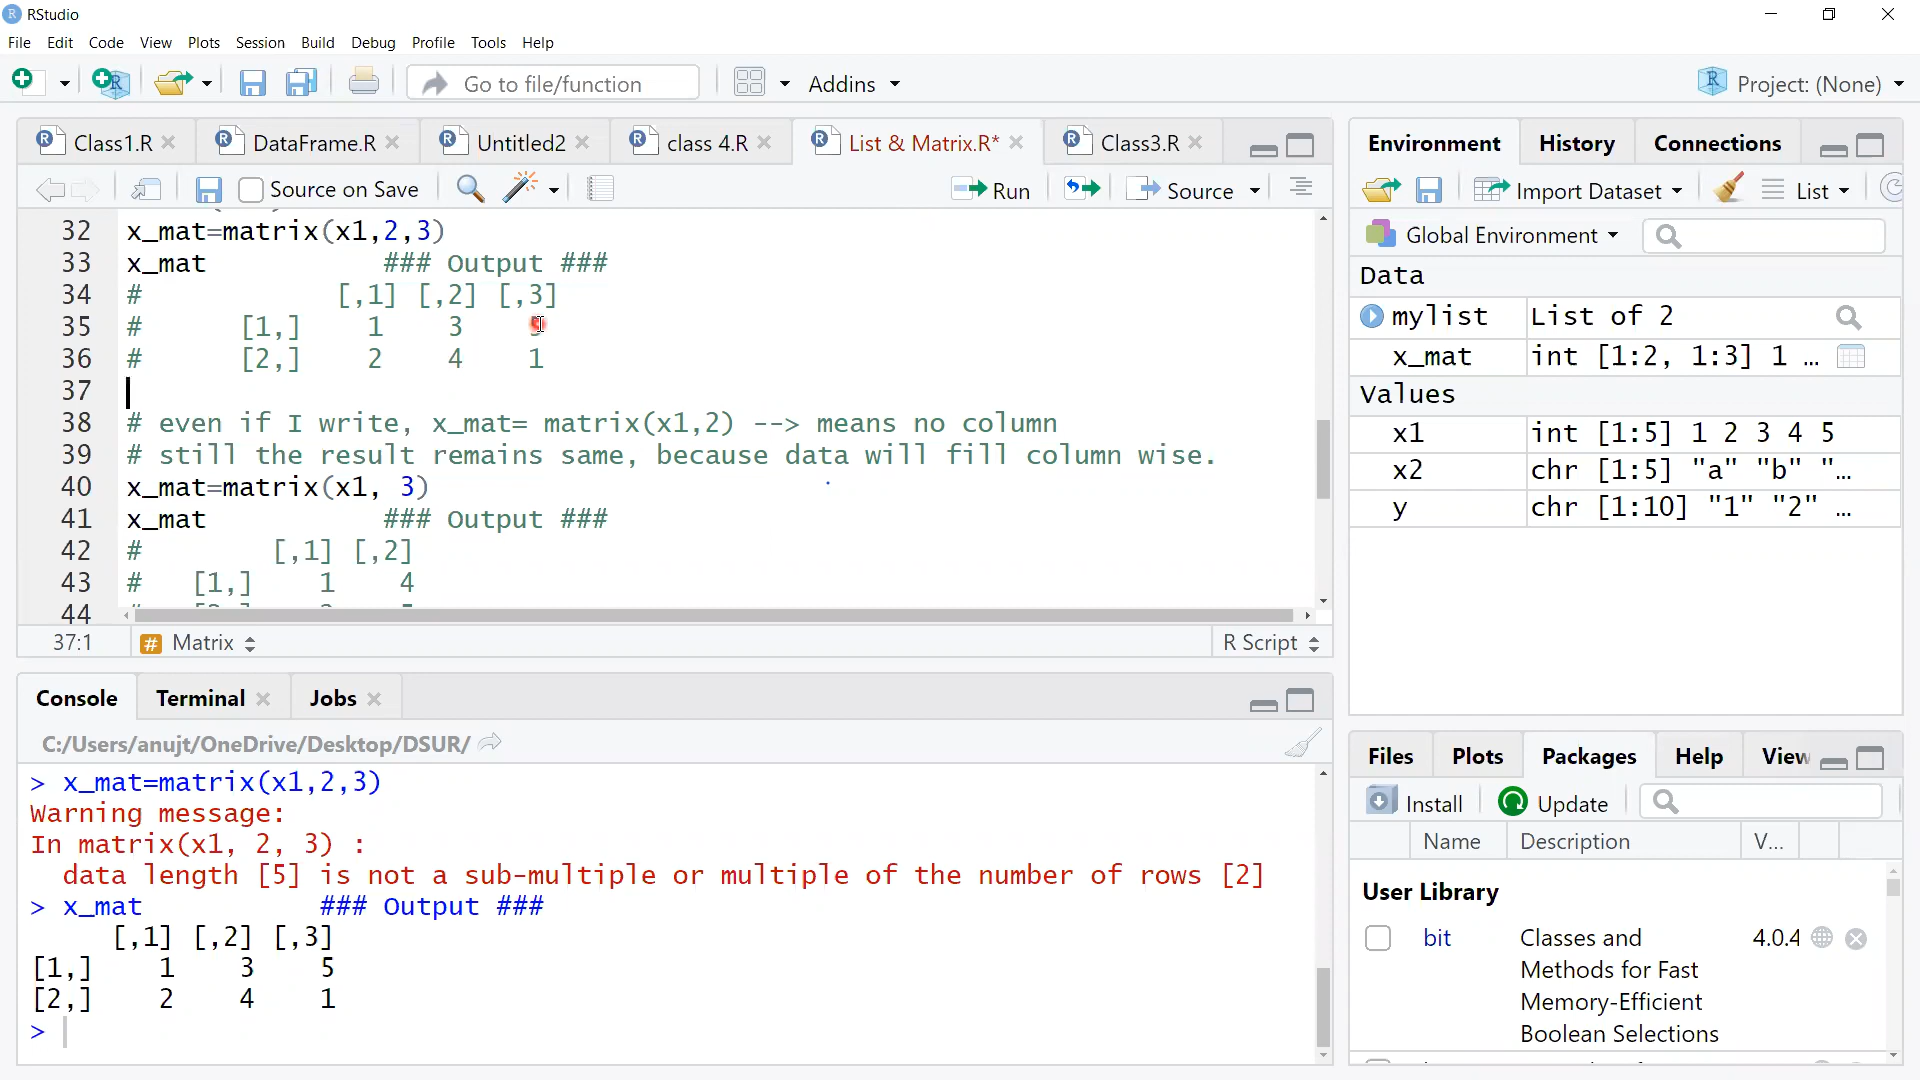 RStudio
File Edit Code View Plots Session Build Debug Profile Tools Help
Go to file/function Addins Project: (None)
Class1.R DataFrame.R Untitled2 class 4.R List & Matrix.R* Class3.R
Source on Save Run Source
32 x_mat=matrix(x1,2,3)
33 x_mat ### Output ###
34 # [,1] [,2] [,3]
35 # [1,] 1 3
36 # [2,] 2 4 1
37
38 # even if I write, x_mat= matrix(x1,2) --> means no column
39 # still the result remains same, because data will fill column wise.
40 x_mat=matrix(x1, 3)
41 x_mat ### Output ###
42 # [,1] [,2]
43 # [1,] 1 4
44
37:1 # Matrix R Script
Console Terminal Jobs
C:/Users/anujt/OneDrive/Desktop/DSUR/
> x_mat=matrix(x1,2,3)
Warning message:
In matrix(x1, 2, 3) :
data length [5] is not a sub-multiple or multiple of the number of rows [2]
> x_mat ### Output ###
[,1] [,2] [,3]
[1,] 1 3 5
[2,] 2 4 1
>
Environment History Connections
Import Dataset List
Global Environment
Data
mylist List of 2
x_mat int [1:2, 1:3] 1 ...
Values
x1 int [1:5] 1 2 3 4 5
x2 chr [1:5] "a" "b" "...
y chr [1:10] "1" "2" ...
Files Plots Packages Help View
Install Update
Name Description V...
User Library
bit Classes and 4.0.4
Methods for Fast
Memory-Efficient
Boolean Selections